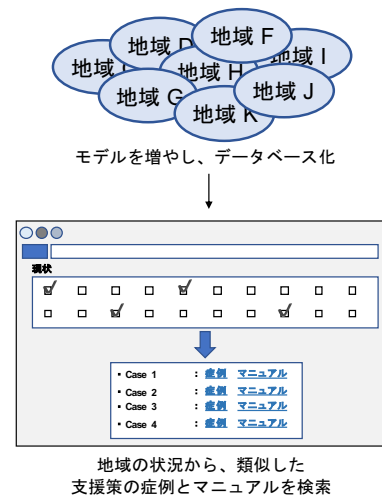 地域 D
地域 F
地域
地域 H
地域 I
地域 G
地域 K
地域 J
モデルを増やし、データベース化
現状
▪ Case 1 : 症例 マニュアル
▪ Case 2 : 症例 マニュアル
▪ Case 3 : 症例 マニュアル
▪ Case 4 : 症例 マニュアル
地域の状況から、類似した
支援策の症例とマニュアルを検索